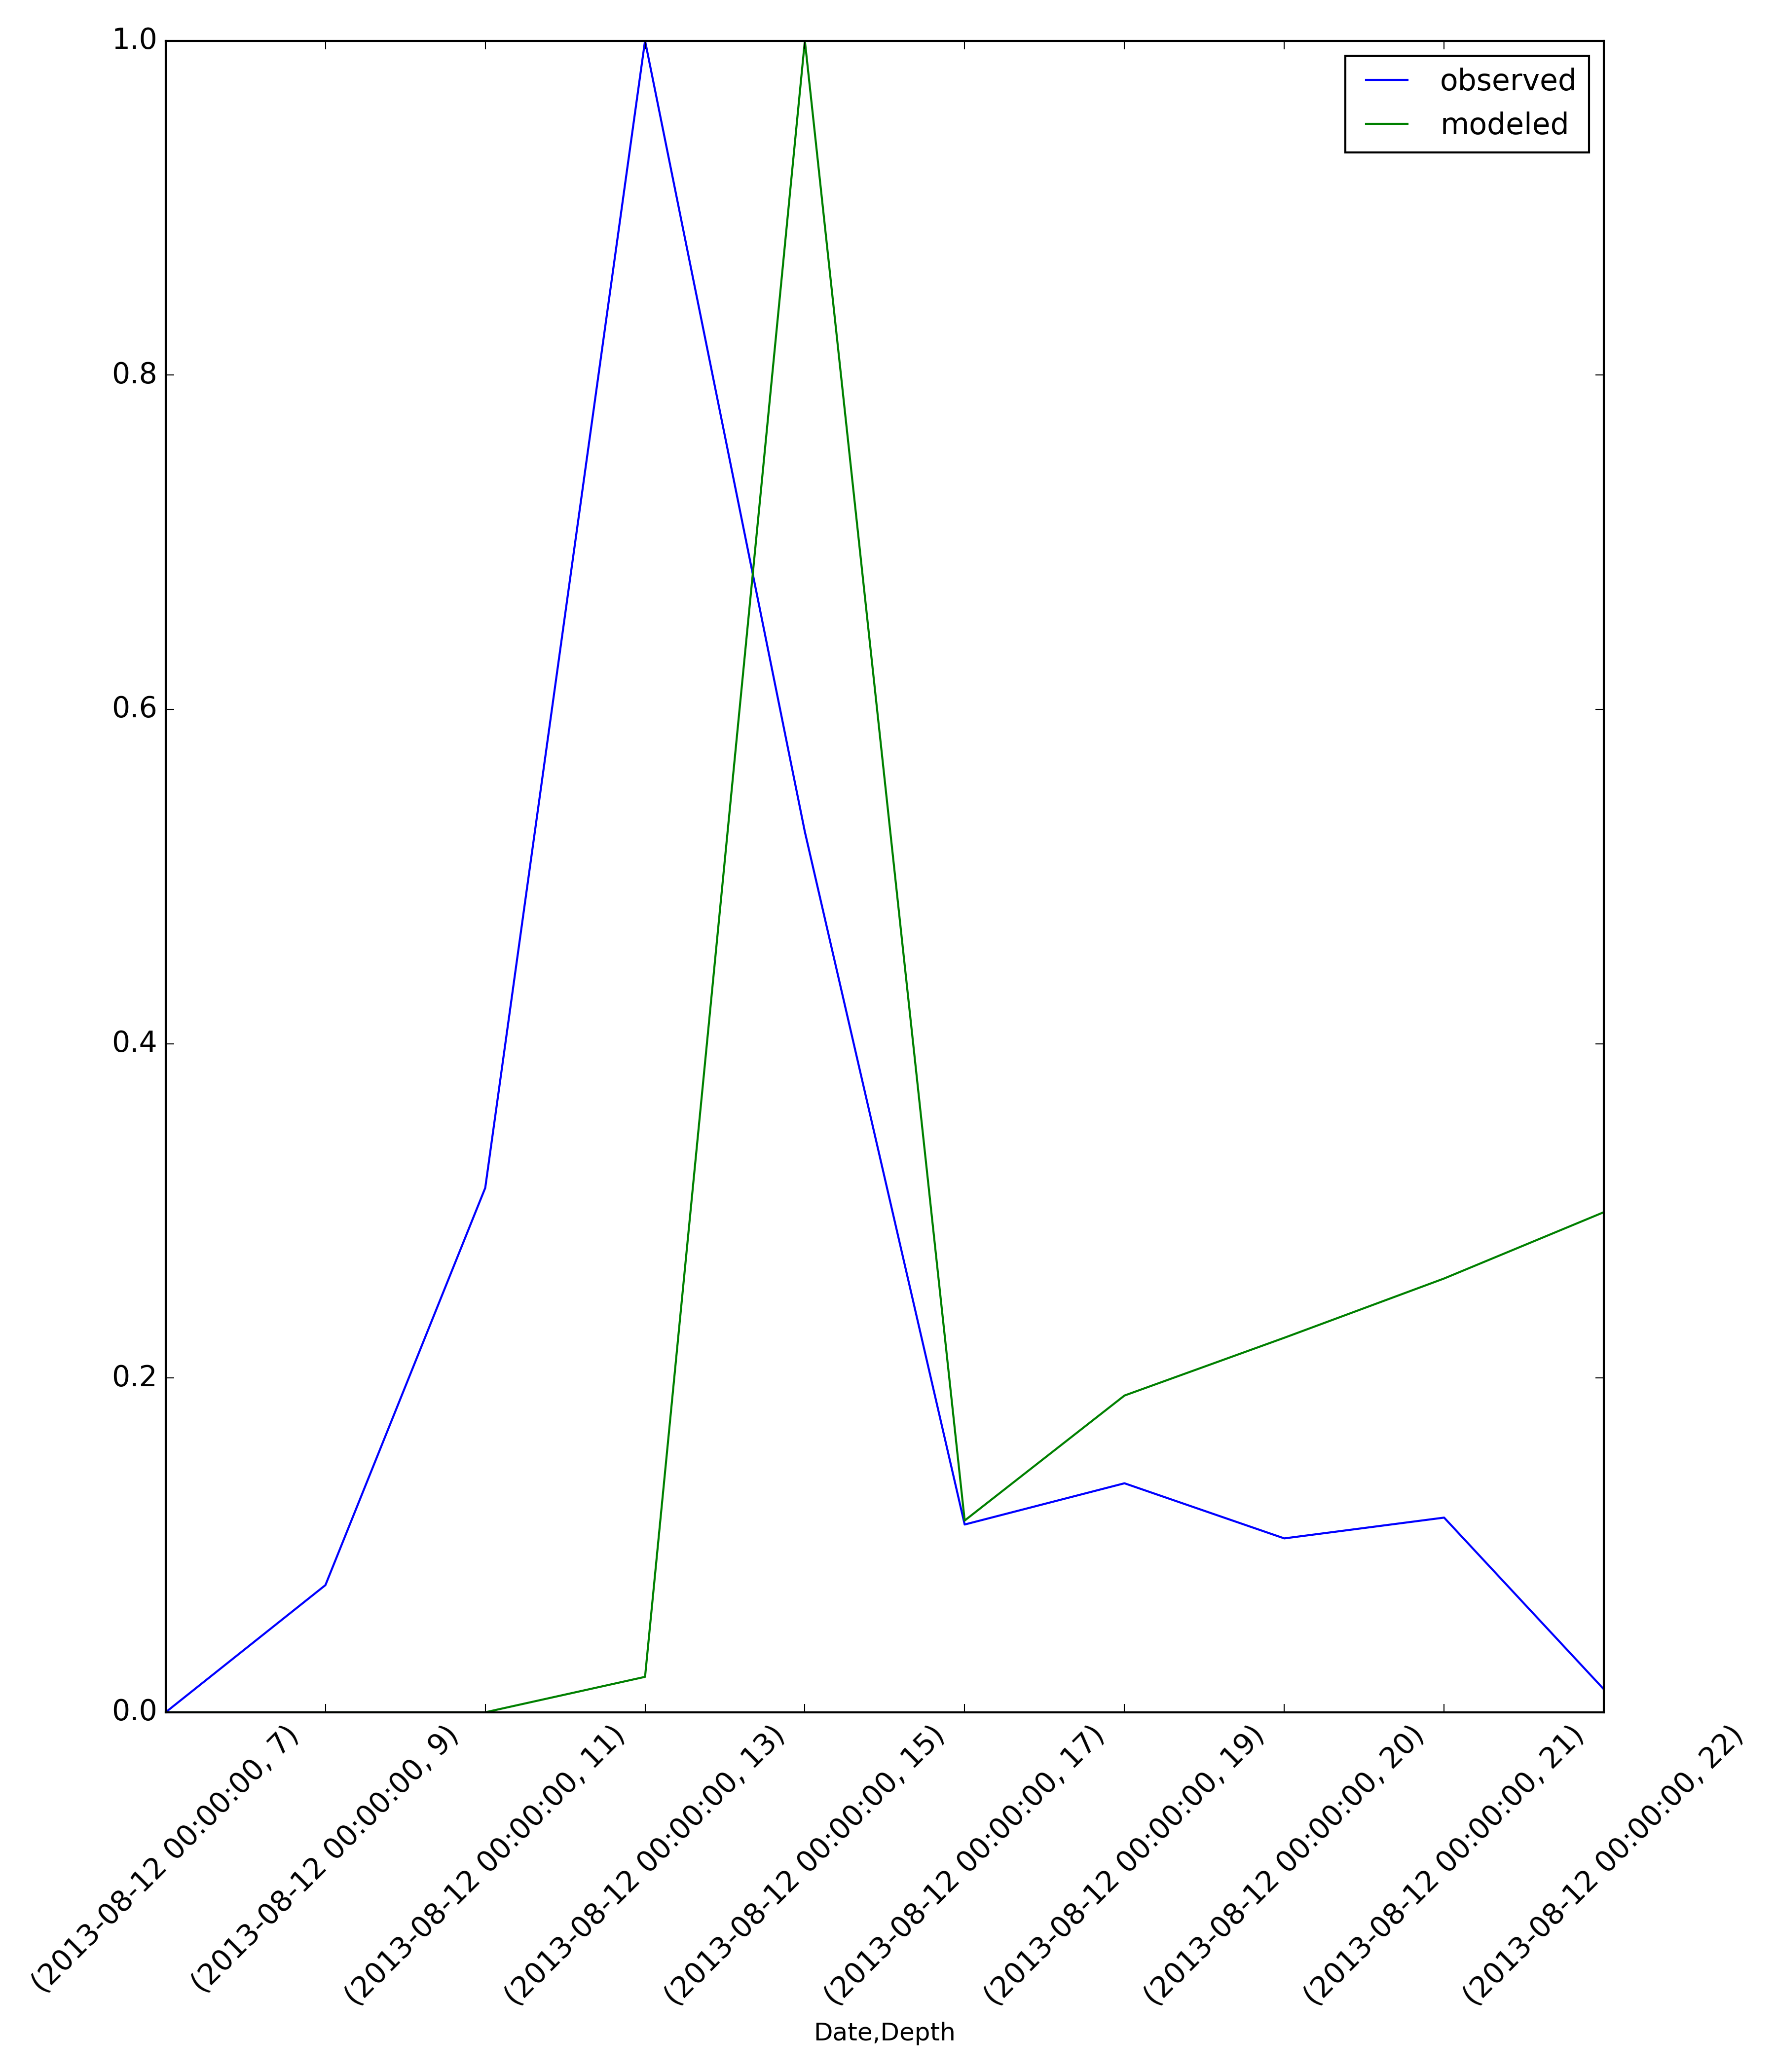 1.0
0.8
0.6
0.4
0.2
0.0
observed
modeled
(2013-08-12 00:00:00, 7)
(2013-08-12 00:00:00, 9)
(2013-08-12 00:00:00, 11)
(2013-08-12 00:00:00, 13)
(2013-08-12 00:00:00, 15)
(2013-08-12 00:00:00, 17)
(2013-08-12 00:00:00, 19)
(2013-08-12 00:00:00, 20)
(2013-08-12 00:00:00, 21)
(2013-08-12 00:00:00, 22)
Date,Depth